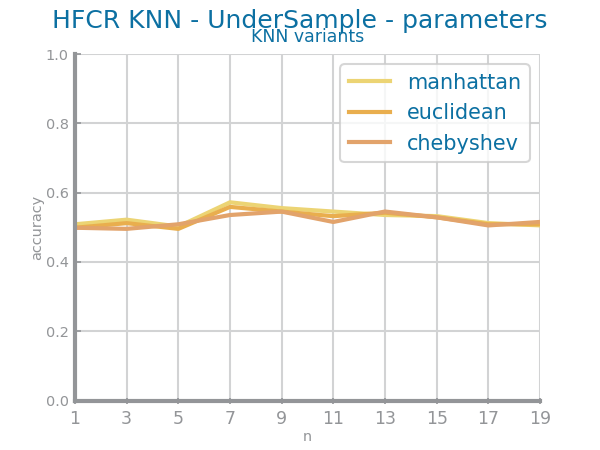 HFCR KNN - UnderSample - parameters
KNN variants
manhattan
euclidean
chebyshev
accuracy
1.0
0.8
0.6
0.4
0.2
0.0
1 3 5 7 9 11 13 15 17 19
n